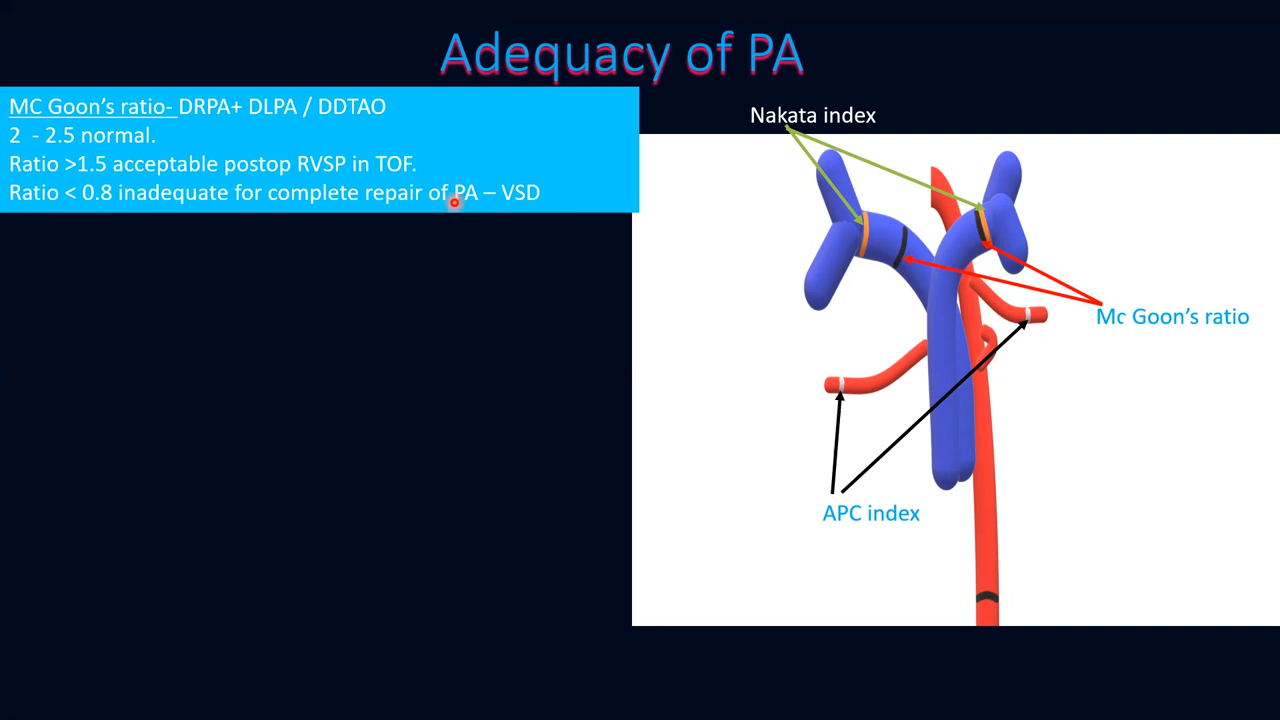 Adequacy of PA
MC Goon's ratio- DRPA+ DLPA / DDTAO
2 - 2.5 normal.
Ratio >1.5 acceptable postop RVSP in TOF.
Ratio < 0.8 inadequate for complete repair of PA – VSD
Nakata index
Mc Goon's ratio
APC index